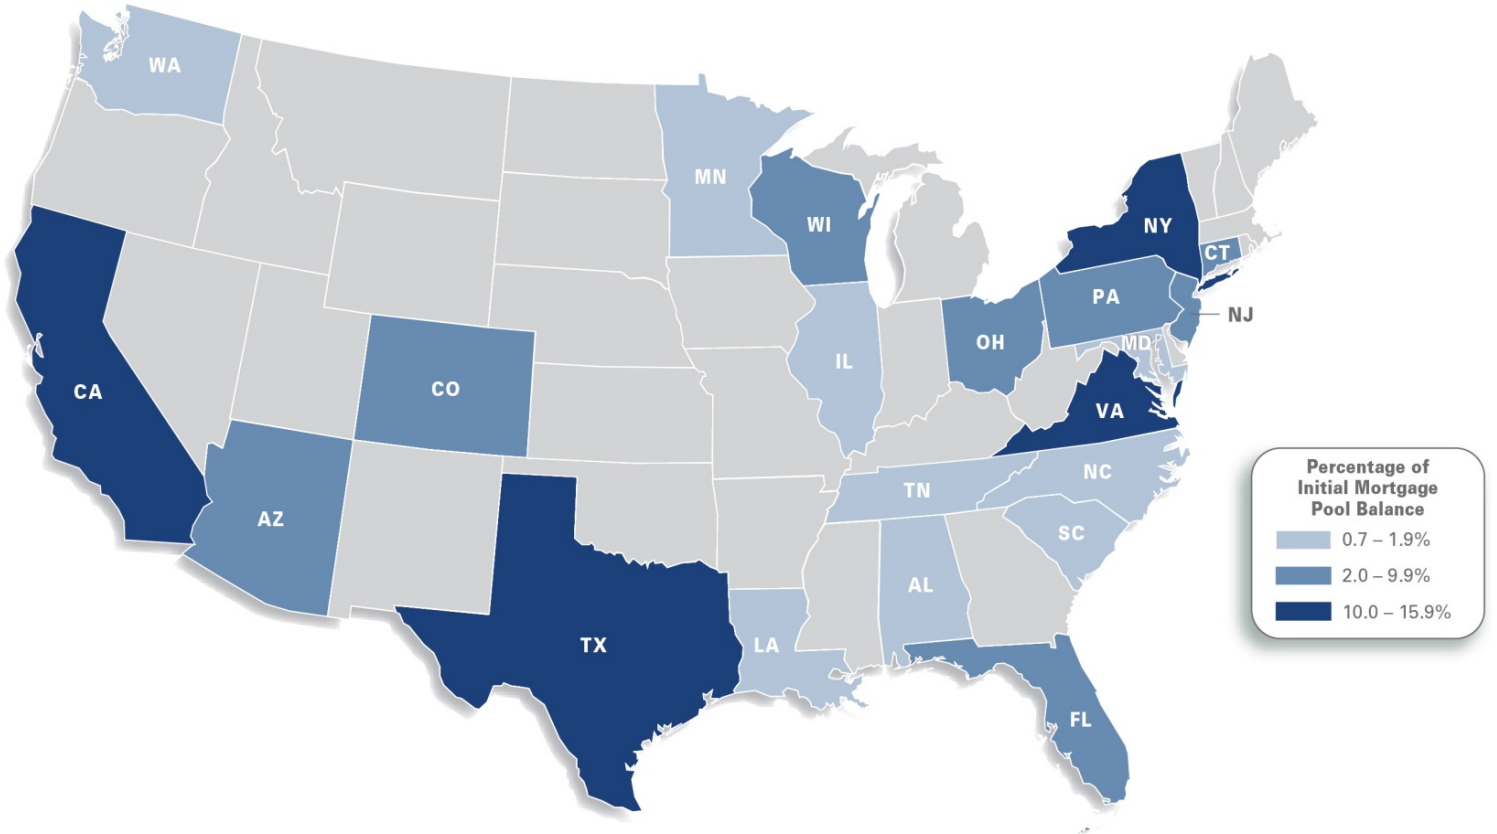 WA
MN
WI
NY
CT
PA
NJ
OH
MD
IL
CA
CO
VA
NC
TN
AZ
SC
AL
TX
LA
FL
Percentage of
Initial Mortgage
Pool Balance
0.7 – 1.9%
2.0 – 9.9%
10.0 – 15.9%